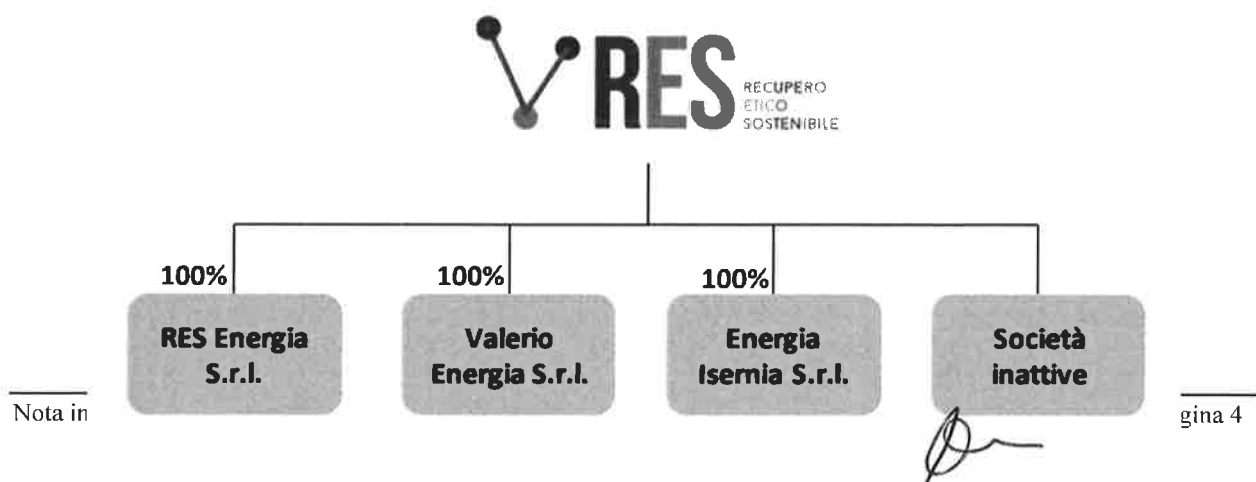 RES
RECUPERO
ETICO
SOSTENIBILE
100%
100%
100%
RES Energia
S.r.l.
Valerio
Energia S.r.l.
Energia
Isernia S.r.l.
Società
inattive
Nota in
gina 4